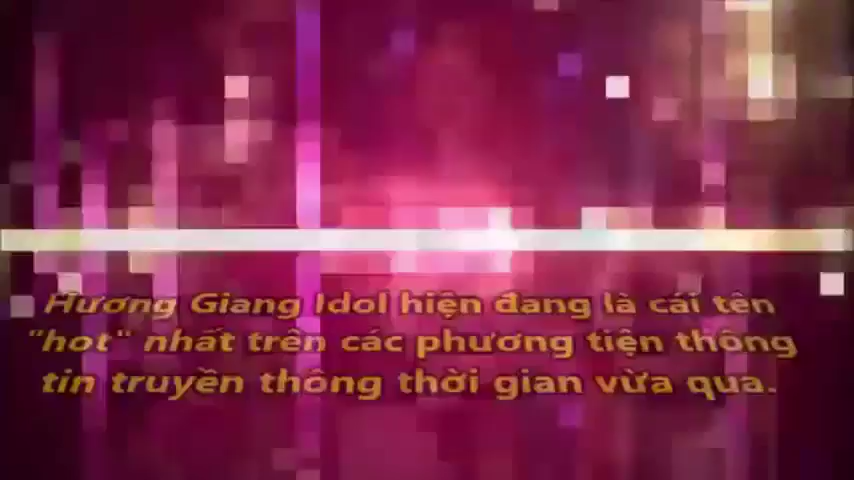 Hương Giang Idol hiện đang là cái tên
"hot" nhất trên các phương tiện thông
tin truyền thông thời gian vừa qua.